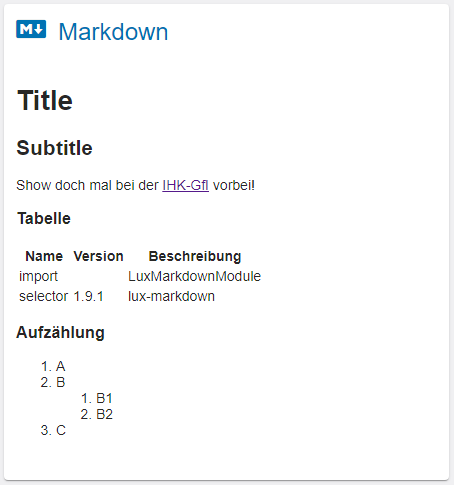 M Markdown
Title
Subtitle
Show doch mal bei der IHK-GfI vorbei!
Tabelle
Name Version Beschreibung
import LuxMarkdownModule
selector 1.9.1 lux-markdown
Aufzählung
1. A
2. B
1. B1
2. B2
3. C